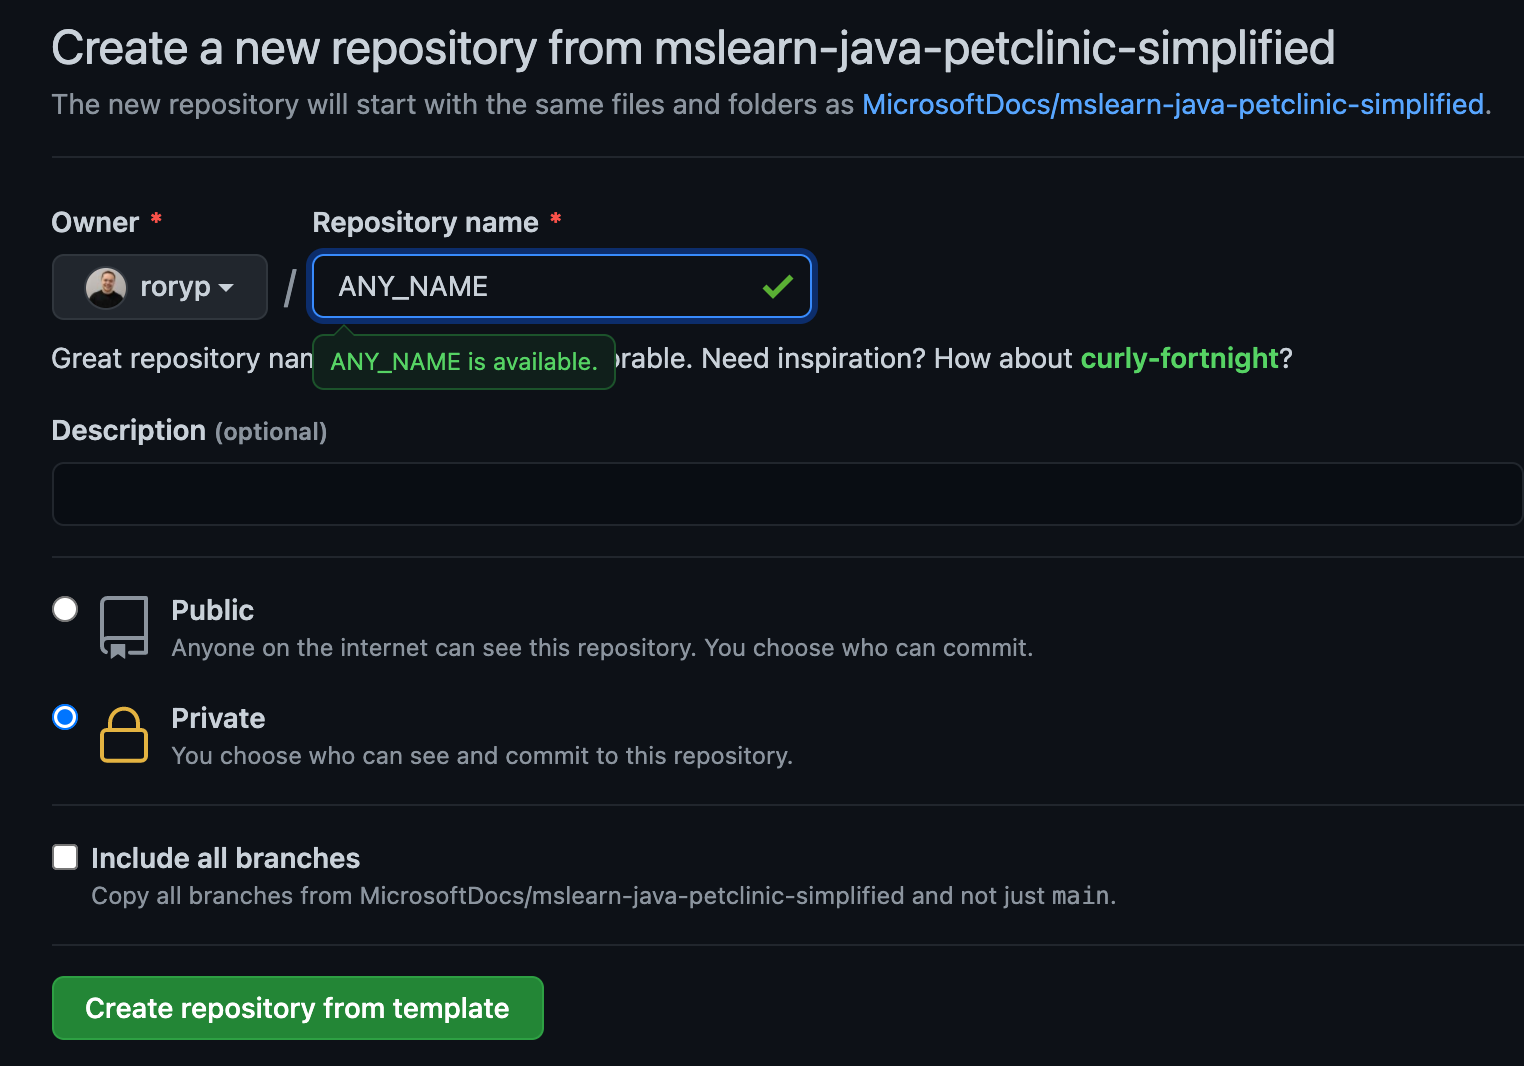 Create a new repository from mslearn-java-petclinic-simplified
The new repository will start with the same files and folders as MicrosoftDocs/mslearn-java-petclinic-simplified.
Owner * Repository name *
roryp / ANY_NAME
Great repository ANY_NAME is available. Need inspiration? How about curly-fortnight?
Description (optional)
Public
Anyone on the internet can see this repository. You choose who can commit.
Private
You choose who can see and commit to this repository.
Include all branches
Copy all branches from MicrosoftDocs/mslearn-java-petclinic-simplified and not just main.
Create repository from template